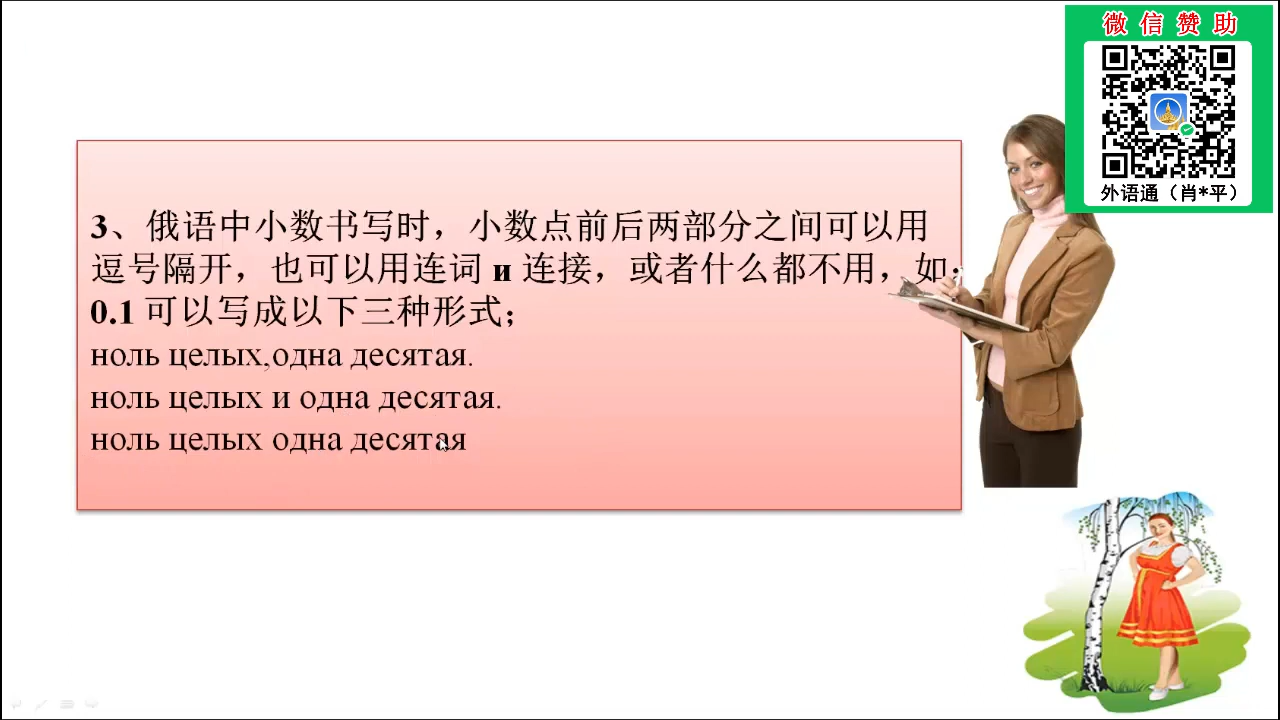 微信赞助
外语通（肖*平）
3、俄语中小数书写时，小数点前后两部分之间可以用
逗号隔开，也可以用连词 и 连接，或者什么都不用，如，
0.1 可以写成以下三种形式；
ноль целых,одна десятая.
ноль целых и одна десятая.
ноль целых одна десятая